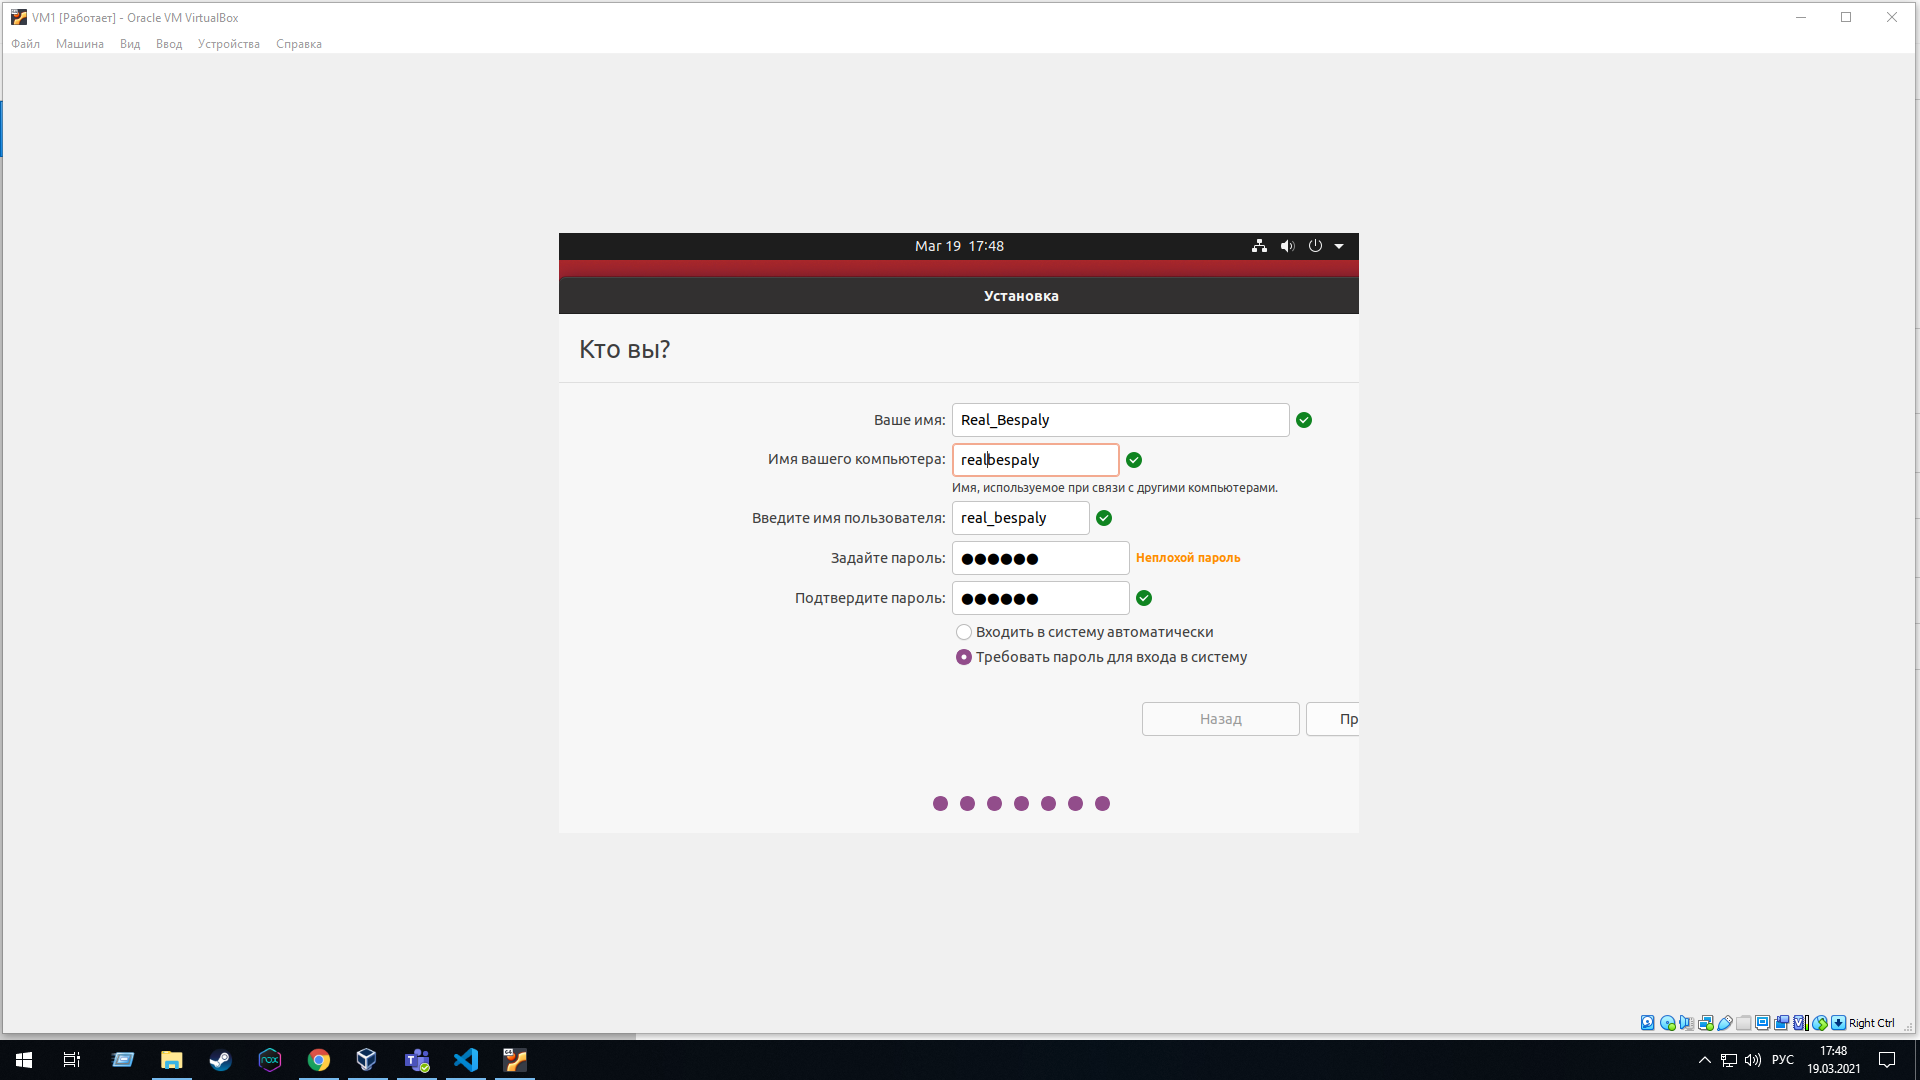 VM1 [Работает] - Oracle VM VirtualBox
Файл Машина Вид Ввод Устройства Справка
Mar 19 17:48
Установка
Кто вы?
Ваше имя: Real_Bespaly
Имя вашего компьютера: realbespaly
Имя, используемое при связи с другими компьютерами.
Введите имя пользователя: real_bespaly
Задайте пароль: ●●●●●● Неплохой пароль
Подтвердите пароль: ●●●●●●
Входить в систему автоматически
Требовать пароль для входа в систему
Назад Пр
Right Ctrl
РУС 17:48
19.03.2021